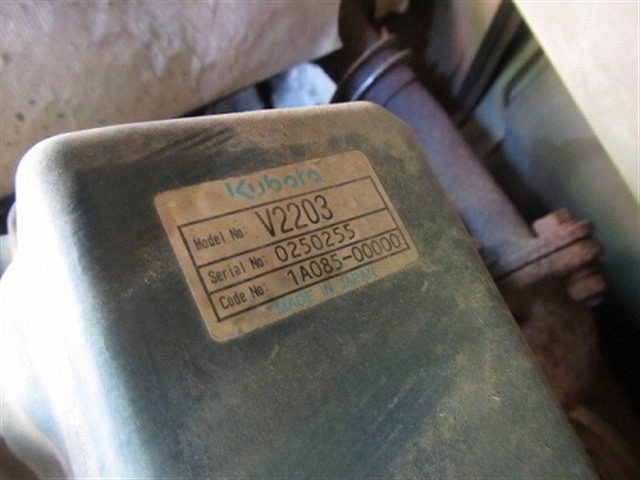 Kubota
Model No: V2203
Serial No: 0250255
Code No: 1A085-00000
MADE IN JAPAN